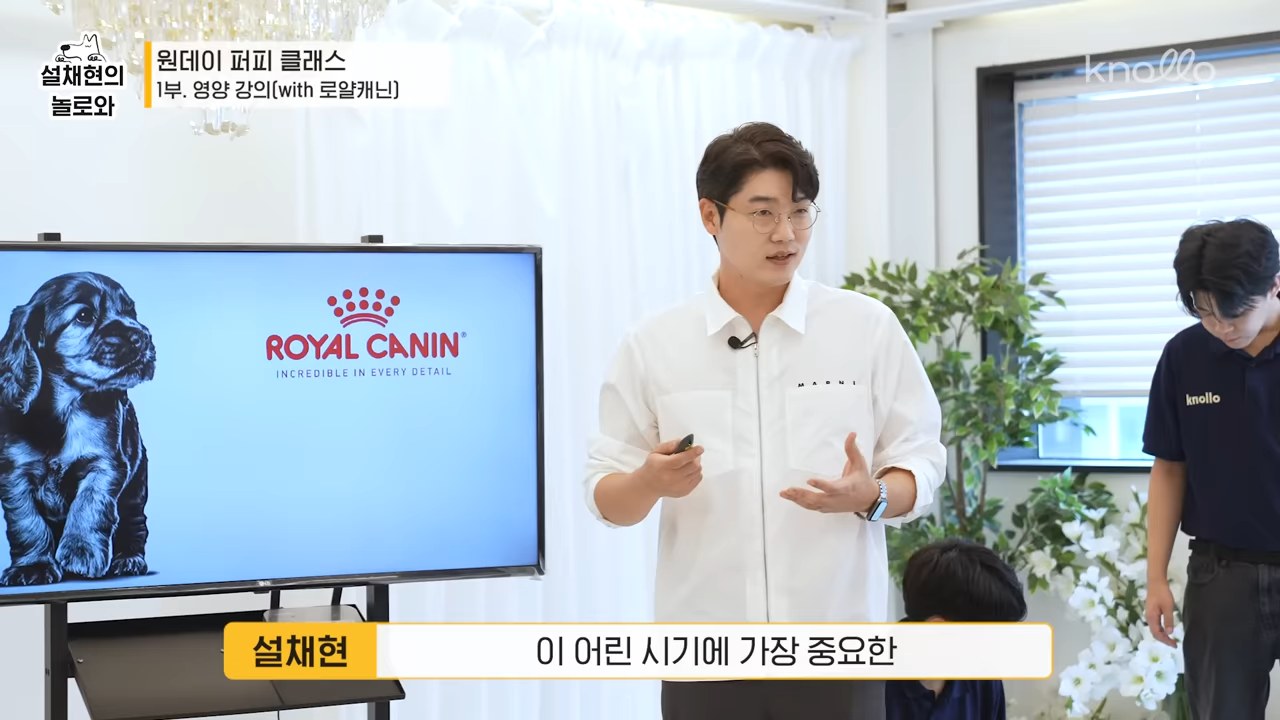 설채현의
놀로와
원데이 퍼피 클래스
1부. 영양 강의(with 로얄캐닌)
knollo
ROYAL CANIN®
INCREDIBLE IN EVERY DETAIL
MARNI
knollo
설채현 이 어린 시기에 가장 중요한